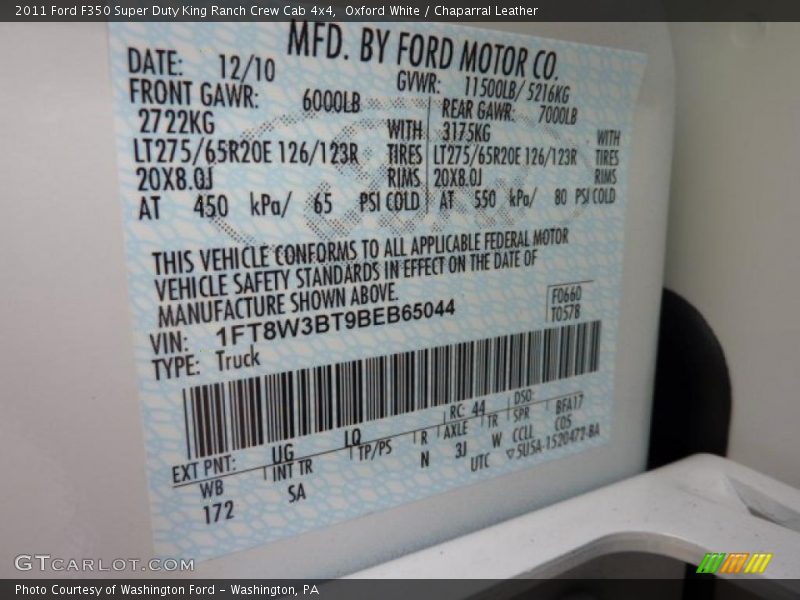 2011 Ford F350 Super Duty King Ranch Crew Cab 4x4, Oxford White / Chaparral Leather
MFD. BY FORD MOTOR CO.
DATE: 12/10 GVWR: 11500LB/ 5216KG
FRONT GAWR: 6000LB REAR GAWR: 7000LB
2722KG WITH 3175KG WITH
LT275/65R20E 126/123R TIRES LT275/65R20E 126/123R TIRES
20X8.0J RIMS 20X8.0J RIMS
AT 450 kPa/ 65 PSI COLD AT 550 kPa/ 80 PSI COLD
THIS VEHICLE CONFORMS TO ALL APPLICABLE FEDERAL MOTOR
VEHICLE SAFETY STANDARDS IN EFFECT ON THE DATE OF
MANUFACTURE SHOWN ABOVE.
VIN: 1FT8W3BT9BEB65044
F0660
T0578
TYPE: Truck
EXT PNT: UG LQ RC: 44 DSO:
WB INT TR TP/PS R AXLE TR SPR BFA17
172 SA N 3J W CCLL C05
UTC ▽5U5A-1520472-BA
GTCARLOT.COM
Photo Courtesy of Washington Ford - Washington, PA